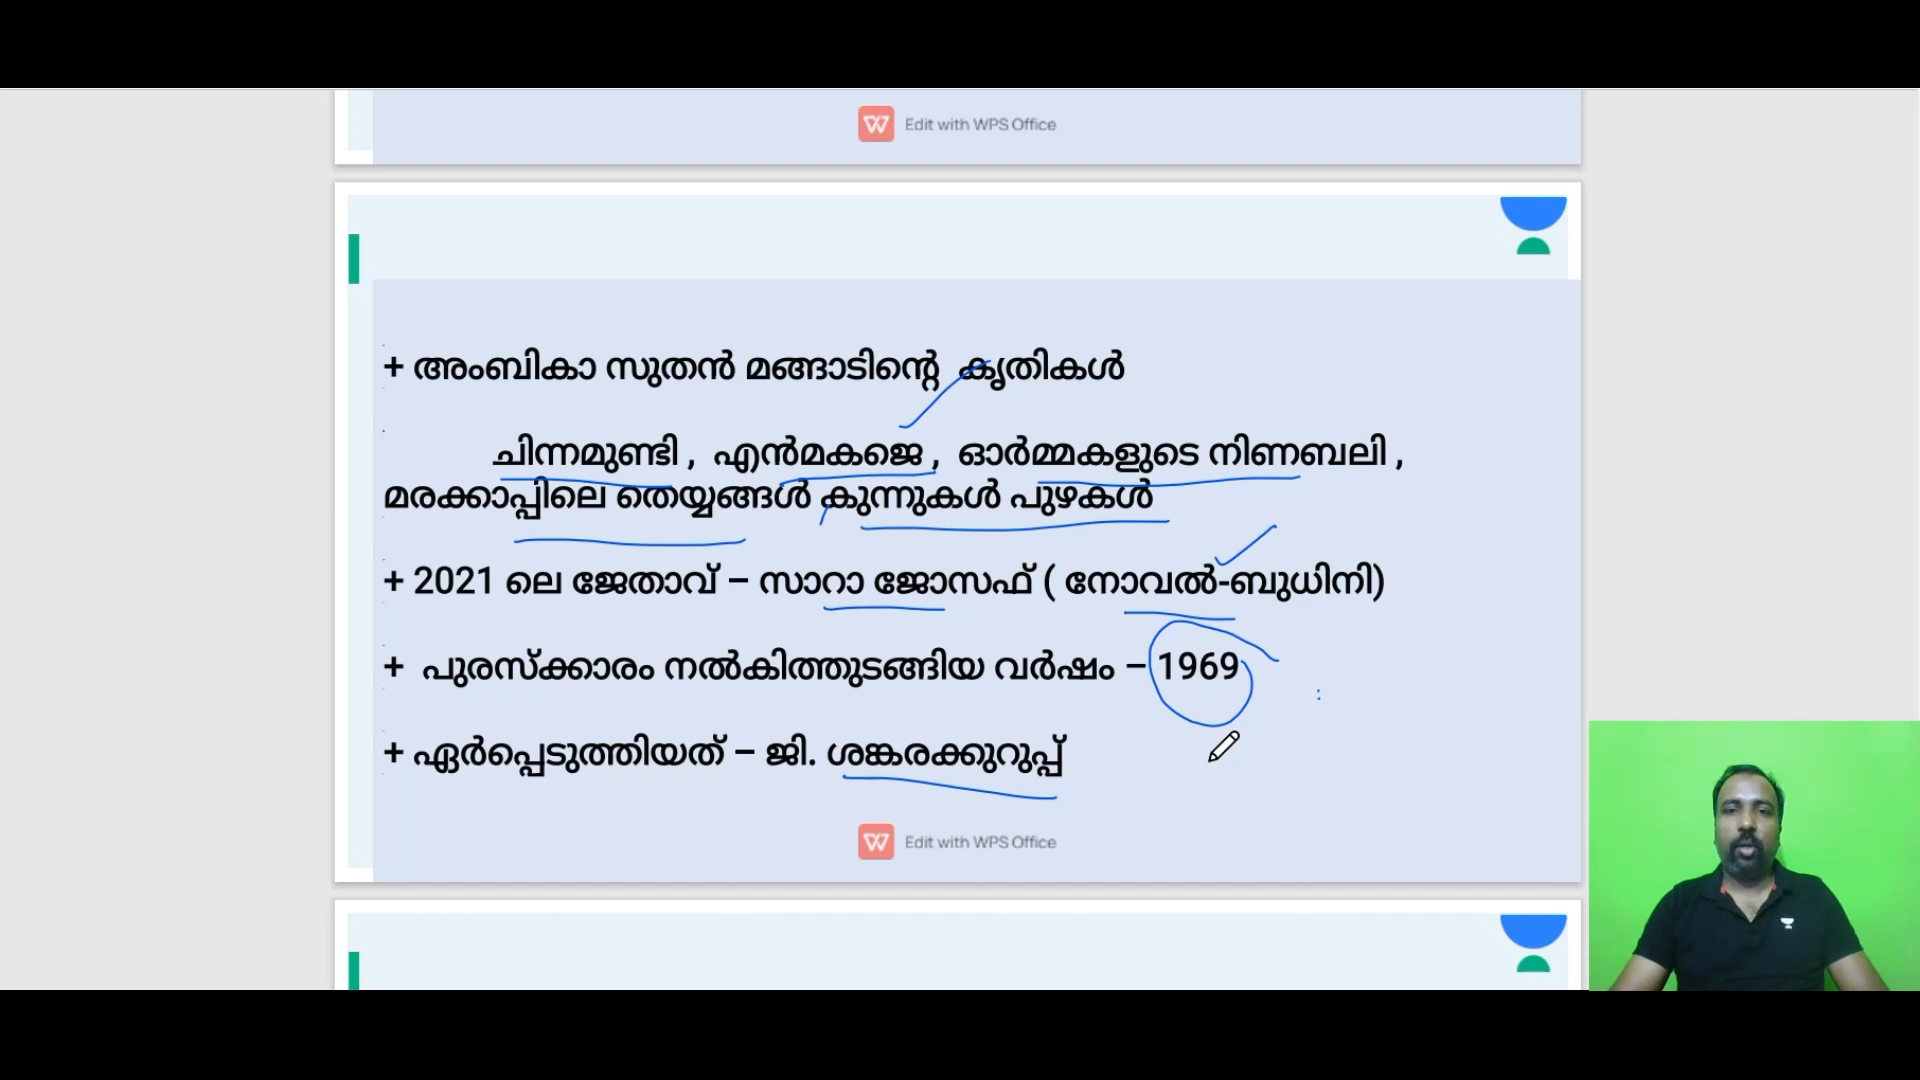 Edit with WPS Office
+ അംബികാ സുതൻ മങ്ങാടിന്റെ കൃതികൾ
ചിന്നമുണ്ടി , എൻമകജെ , ഓർമ്മകളുടെ നിണബലി ,
മരക്കാപ്പിലെ തെയ്യങ്ങൾ കുന്നുകൾ പുഴകൾ
+ 2021 ലെ ജേതാവ് – സാറാ ജോസഫ് ( നോവൽ-ബുധിനി)
+ പുരസ്ക്കാരം നൽകിത്തുടങ്ങിയ വർഷം – 1969
+ ഏർപ്പെടുത്തിയത് – ജി. ശങ്കരക്കുറുപ്പ്
Edit with WPS Office